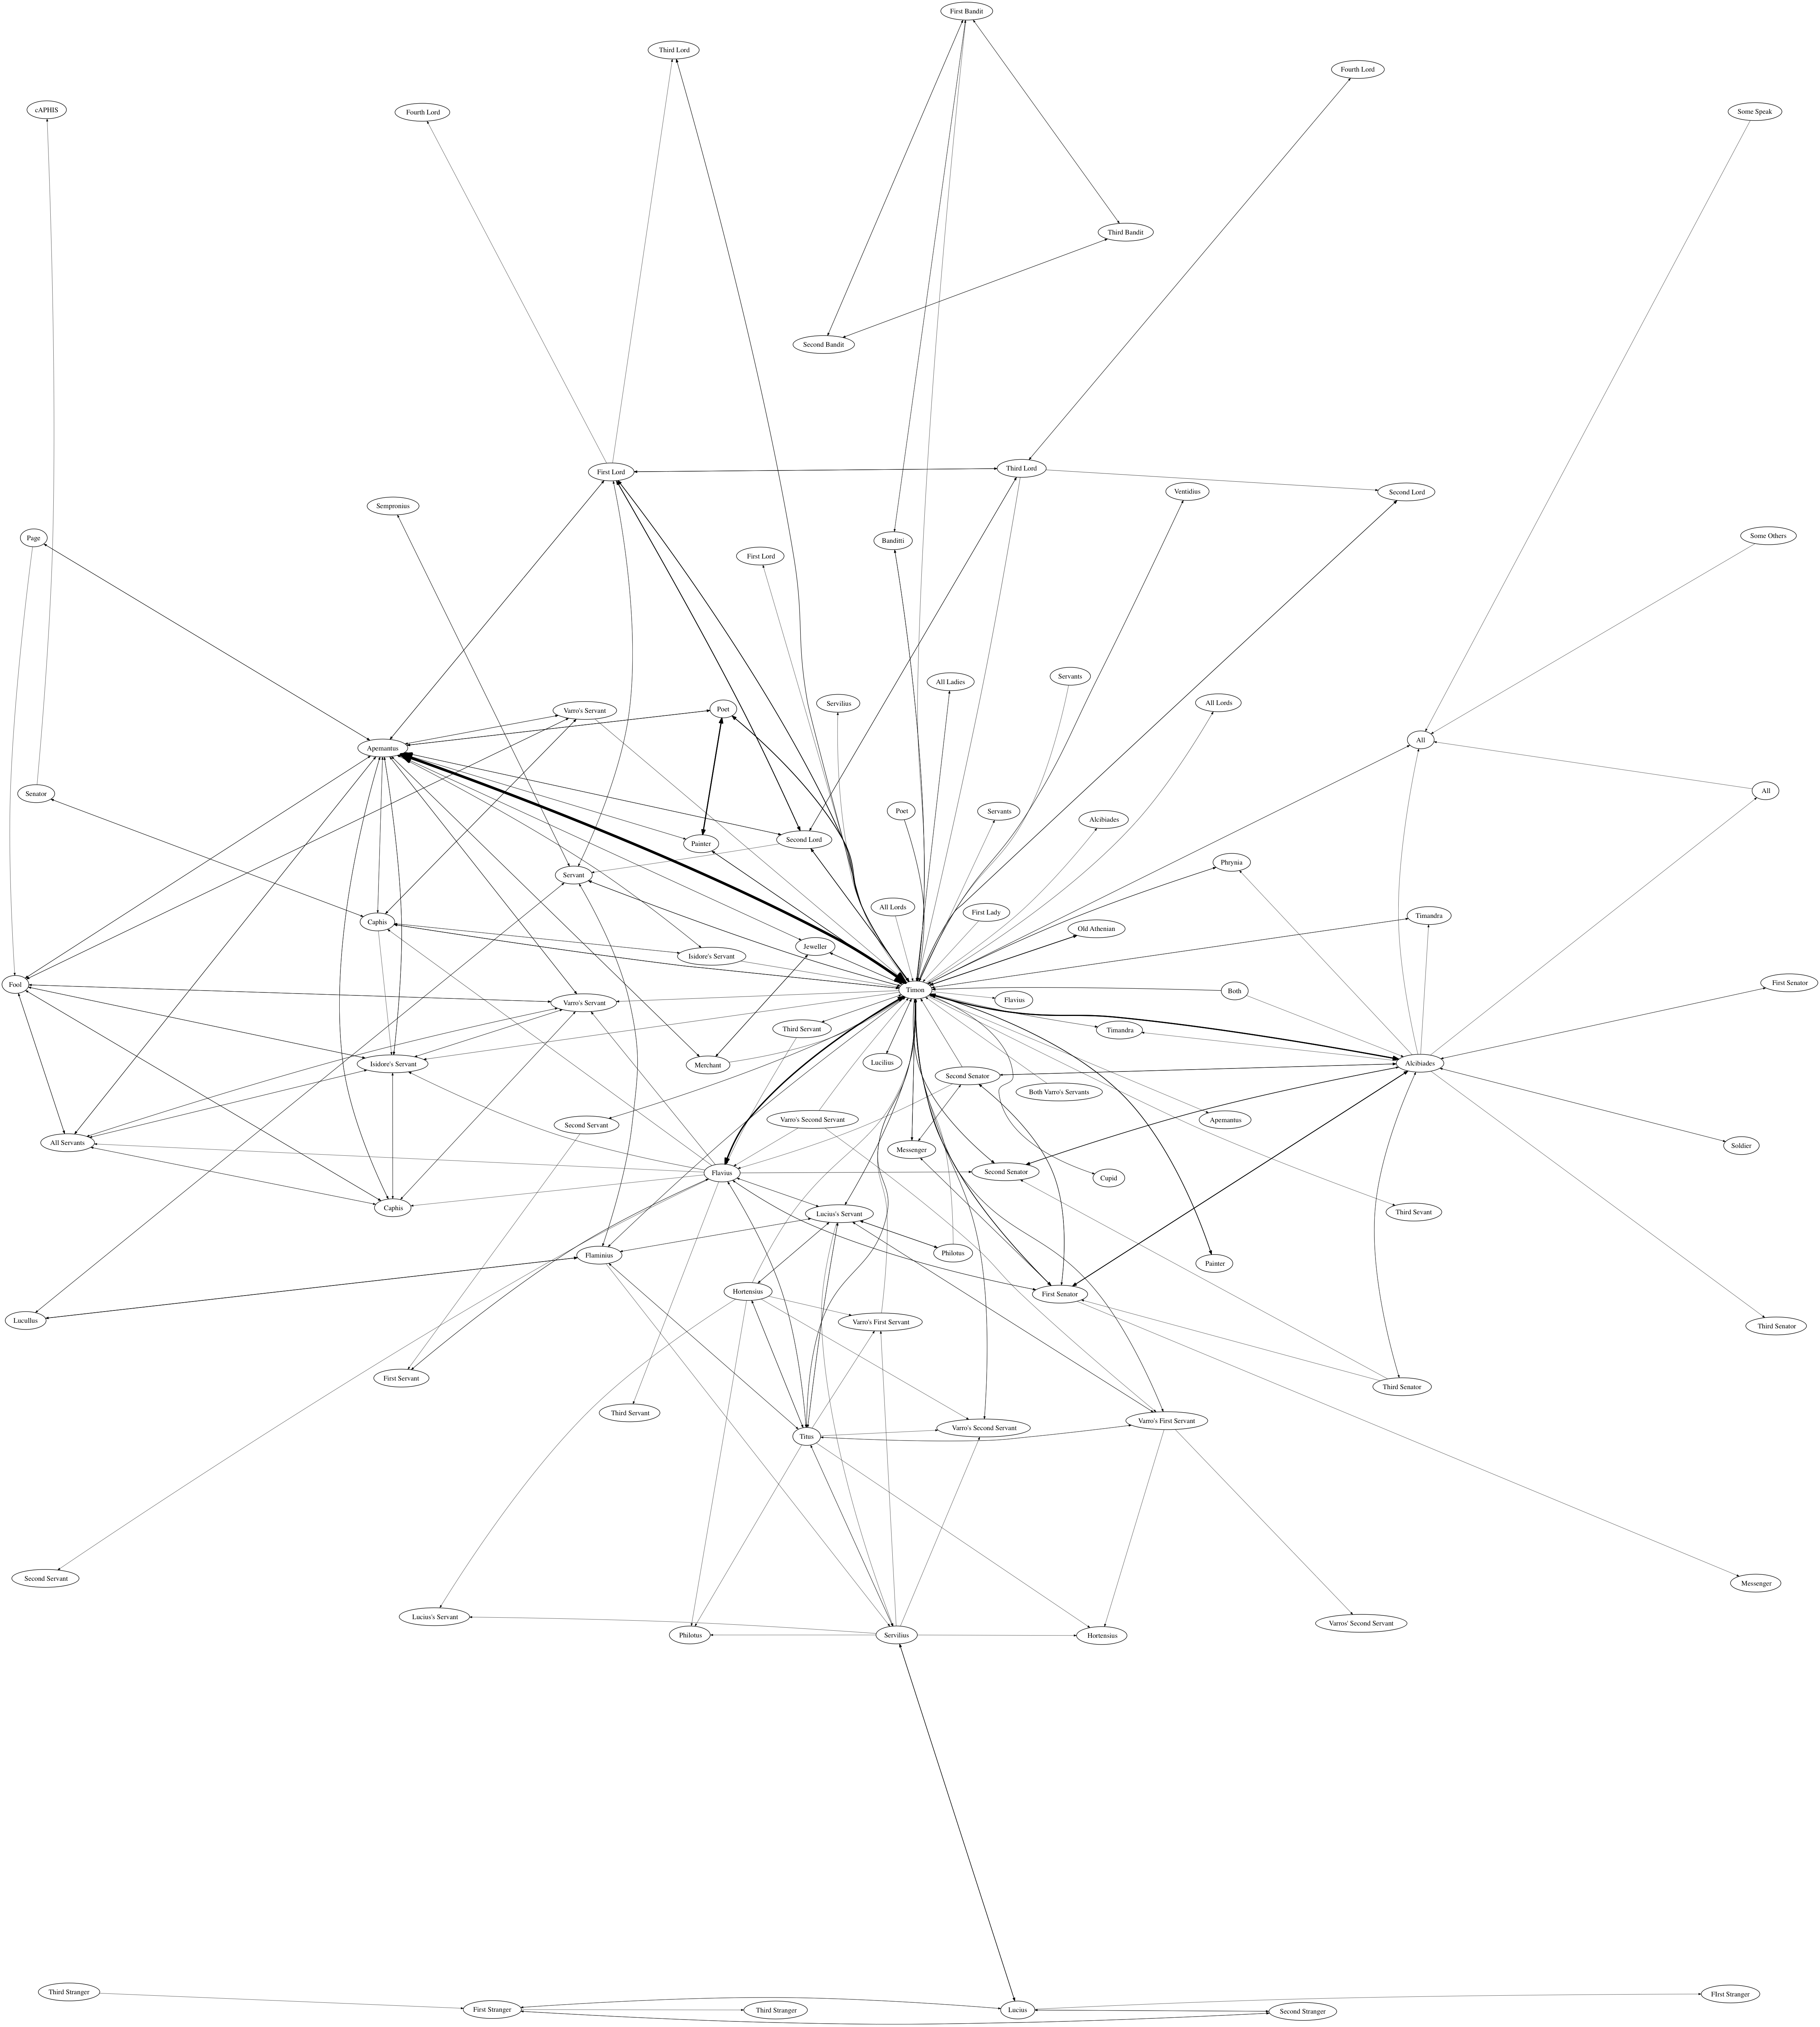 First Bandit
Third Lord
Fourth Lord
cAPHIS
Fourth Lord
Some Speak
Third Bandit
Second Bandit
First Lord
Third Lord
Ventidius
Second Lord
Sempronius
Page
Banditti
Some Others
First Lord
All Ladies
Servants
Varro's Servant
Poet
Servilius
All Lords
Apemantus
All
Senator
All
Painter
Second Lord
Poet
Servants
Alcibiades
Phrynia
Servant
Caphis
All Lords
First Lady
Timandra
Old Athenian
Isidore's Servant
Jeweller
Fool
Timon
Both
First Senator
Varro's Servant
Flavius
Third Servant
Timandra
Isidore's Servant
Merchant
Lucilius
Alcibiades
Second Senator
Both Varro's Servants
Second Servant
Varro's Second Servant
Apemantus
All Servants
Messenger
Soldier
Flavius
Second Senator
Cupid
Caphis
Lucius's Servant
Third Sevant
Flaminius
Philotus
Painter
Hortensius
First Senator
Lucullus
Varro's First Servant
Third Senator
First Servant
Third Senator
Third Servant
Titus
Varro's Second Servant
Varro's First Servant
Second Servant
Messenger
Lucius's Servant
Varros' Second Servant
Philotus
Servilius
Hortensius
Third Stranger
First Stranger
Third Stranger
Lucius
Second Stranger
FIrst Stranger